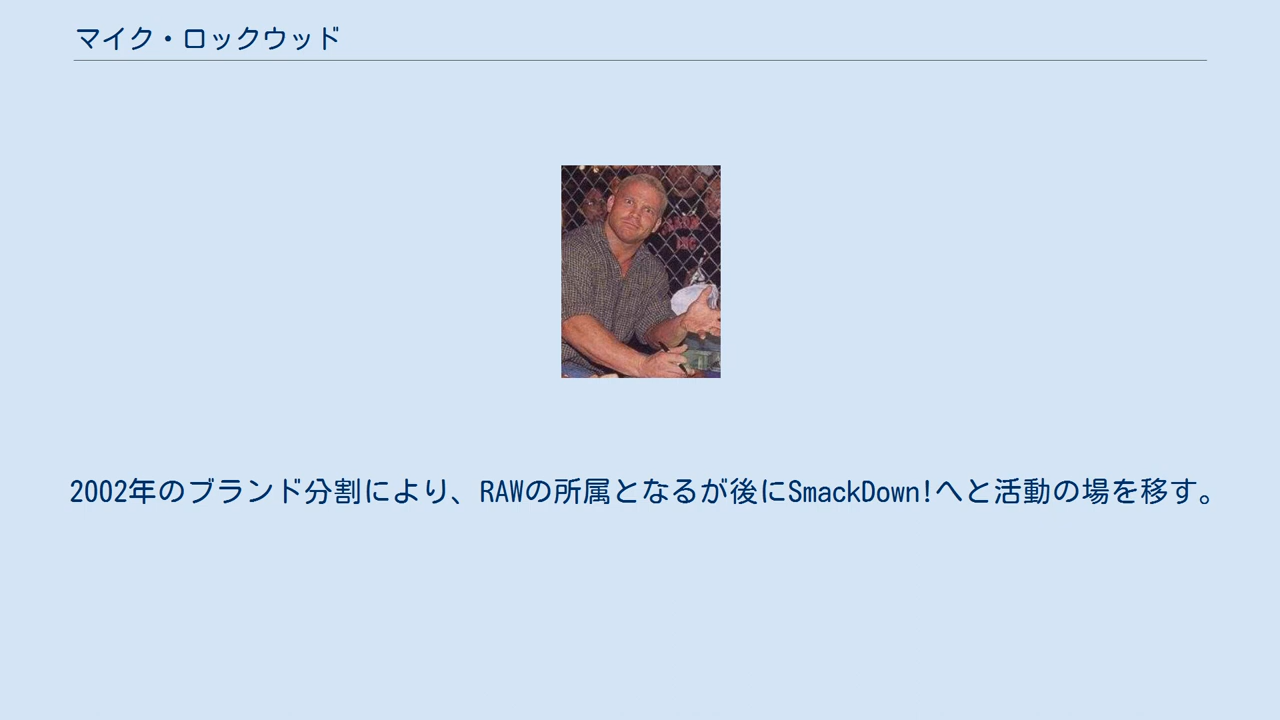 マイク・ロックウッド
2002年のブランド分割により、RAWの所属となるが後にSmackDown!へと活動の場を移す。